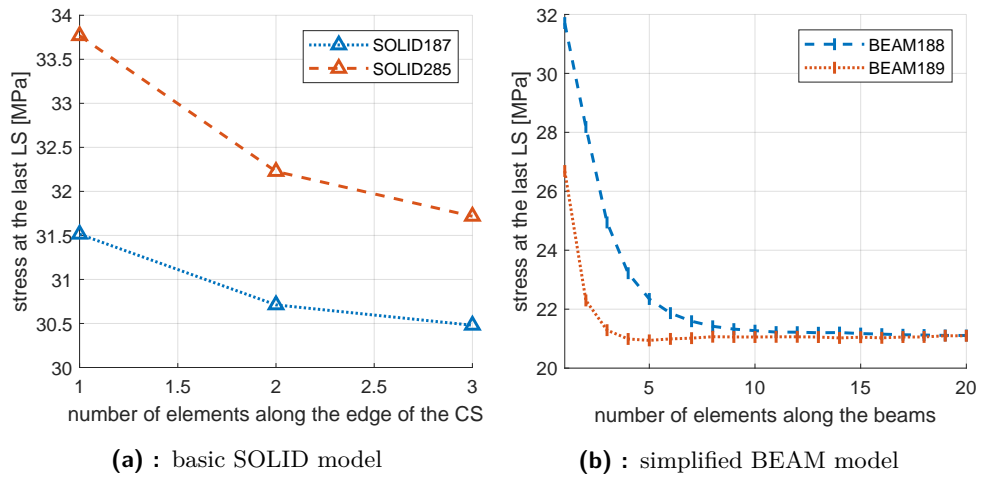 34
33.5
33
32.5
32
31.5
31
30.5
30
stress at the last LS [MPa]
SOLID187
SOLID285
1
1.5
2
2.5
3
number of elements along the edge of the CS
(a) : basic SOLID model
32
30
28
26
24
22
20
stress at the last LS [MPa]
BEAM188
BEAM189
5
10
15
20
number of elements along the beams
(b) : simplified BEAM model